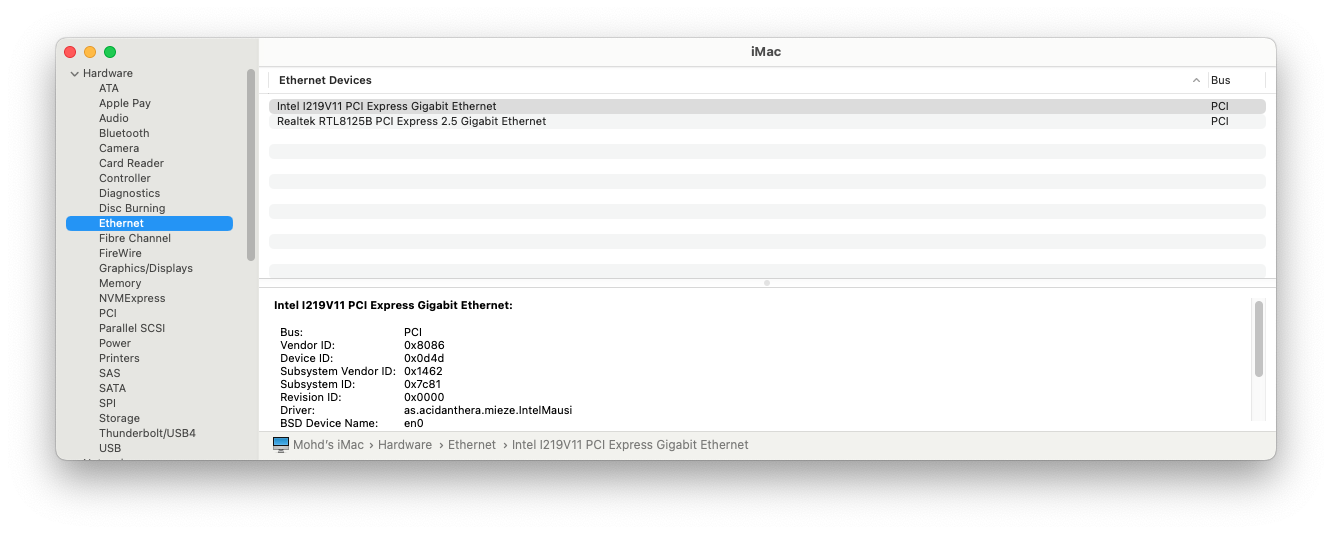 iMac
Hardware
ATA
Apple Pay
Audio
Bluetooth
Camera
Card Reader
Controller
Diagnostics
Disc Burning
Ethernet
Fibre Channel
FireWire
Graphics/Displays
Memory
NVMExpress
PCI
Parallel SCSI
Power
Printers
SAS
SATA
SPI
Storage
Thunderbolt/USB4
USB
Ethernet Devices Bus
Intel I219V11 PCI Express Gigabit Ethernet PCI
Realtek RTL8125B PCI Express 2.5 Gigabit Ethernet PCI
Intel I219V11 PCI Express Gigabit Ethernet:
Bus: PCI
Vendor ID: 0x8086
Device ID: 0x0d4d
Subsystem Vendor ID: 0x1462
Subsystem ID: 0x7c81
Revision ID: 0x0000
Driver: as.acidanthera.mieze.IntelMausi
BSD Device Name: en0
Mohd's iMac › Hardware › Ethernet › Intel I219V11 PCI Express Gigabit Ethernet